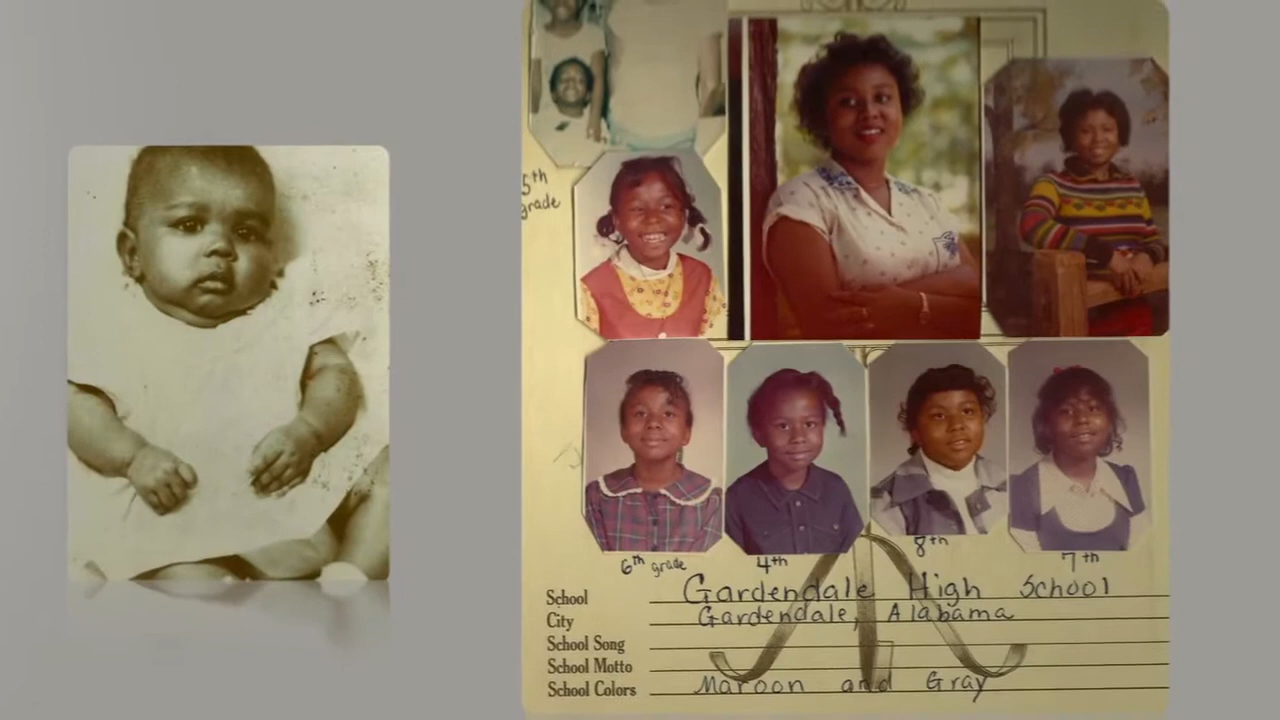 5th
grade
6th grade
4th
8th
7th
School Gardendale High School
City Gardendale, Alabama
School Song
School Motto
School Colors Maroon and Gray